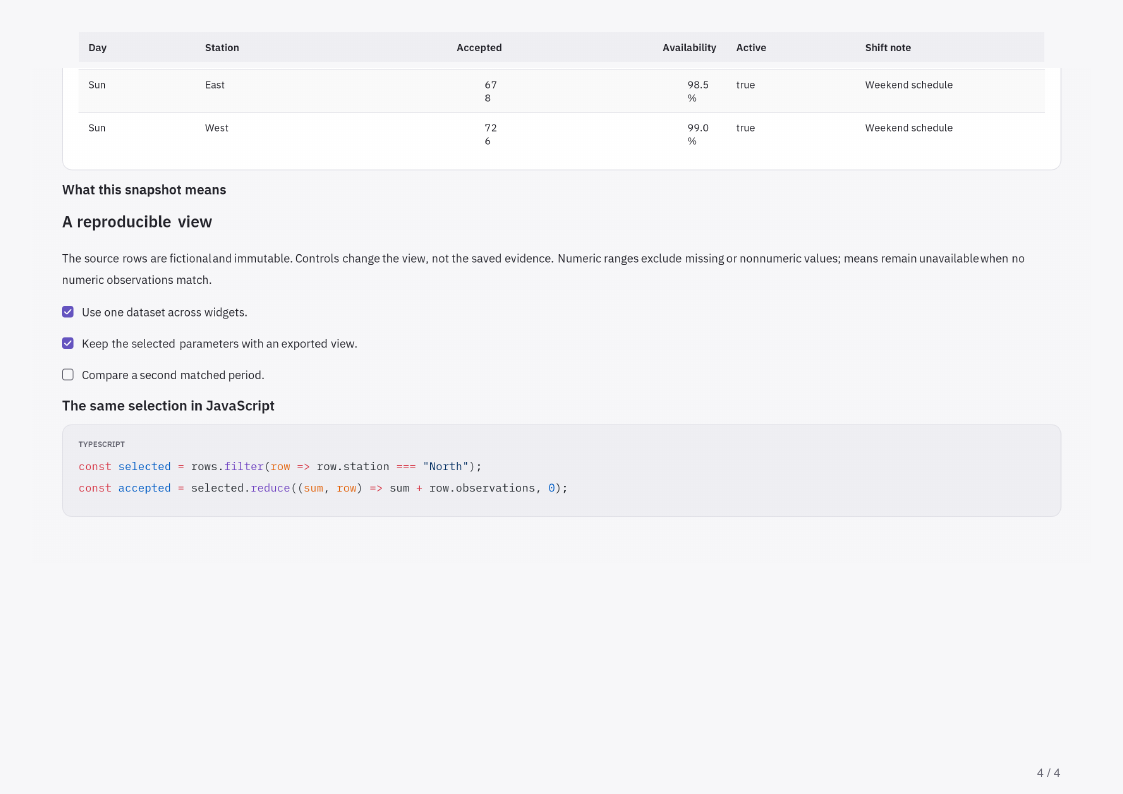 Day Station Accepted Availability Active Shift note
Sun East 67 98.5 true Weekend schedule
8 %
Sun West 72 99.0 true Weekend schedule
6 %
What this snapshot means
A reproducible view
The source rows are fictional and immutable. Controls change the view, not the saved evidence. Numeric ranges exclude missing or nonnumeric values; means remain unavailable when no
numeric observations match.
Use one dataset across widgets.
Keep the selected parameters with an exported view.
Compare a second matched period.
The same selection in JavaScript
TYPESCRIPT
const selected = rows.filter(row => row.station === "North");
const accepted = selected.reduce((sum, row) => sum + row.observations, 0);
4 / 4